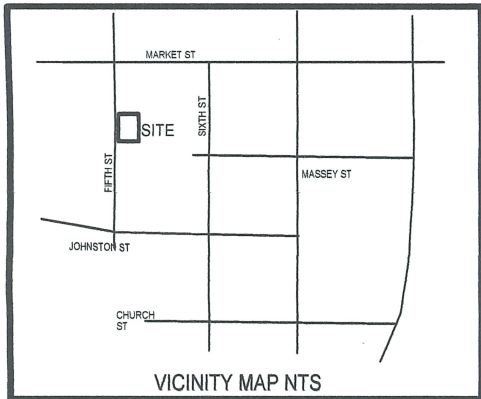 MARKET ST
SIXTH ST
SITE
FIFTH ST
MASSEY ST
JOHNSTON ST
CHURCH
ST
VICINITY MAP NTS